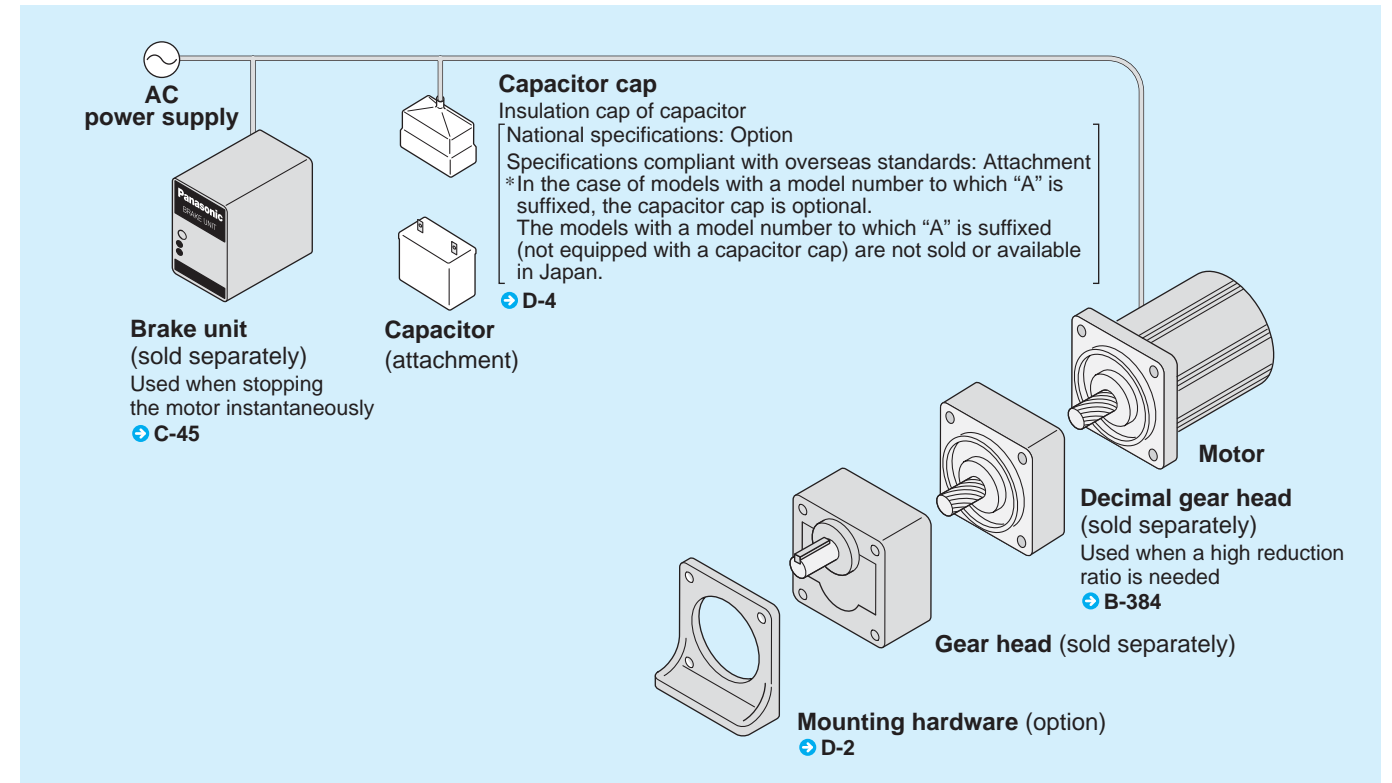 AC
power supply
Panasonic
BRAKE UNIT
Brake unit
(sold separately)
Used when stopping
the motor instantaneously
C-45
Capacitor cap
Insulation cap of capacitor
National specifications: Option
Specifications compliant with overseas standards: Attachment
*In the case of models with a model number to which “A” is
suffixed, the capacitor cap is optional.
The models with a model number to which “A” is suffixed
(not equipped with a capacitor cap) are not sold or available
in Japan.
D-4
Capacitor
(attachment)
Motor
Decimal gear head
(sold separately)
Used when a high reduction
ratio is needed
B-384
Gear head (sold separately)
Mounting hardware (option)
D-2